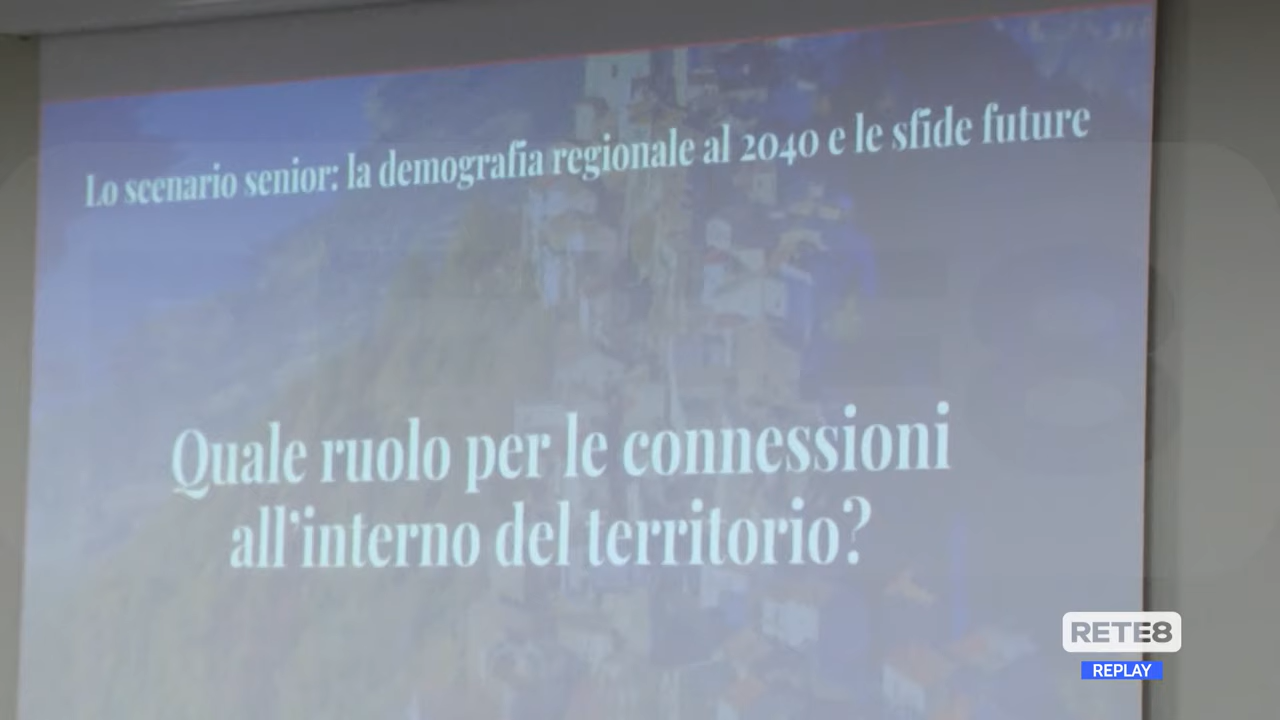 Lo scenario senior: la demografia regionale al 2040 e le sfide future
Quale ruolo per le connessioni
all’interno del territorio?
RETE8
REPLAY